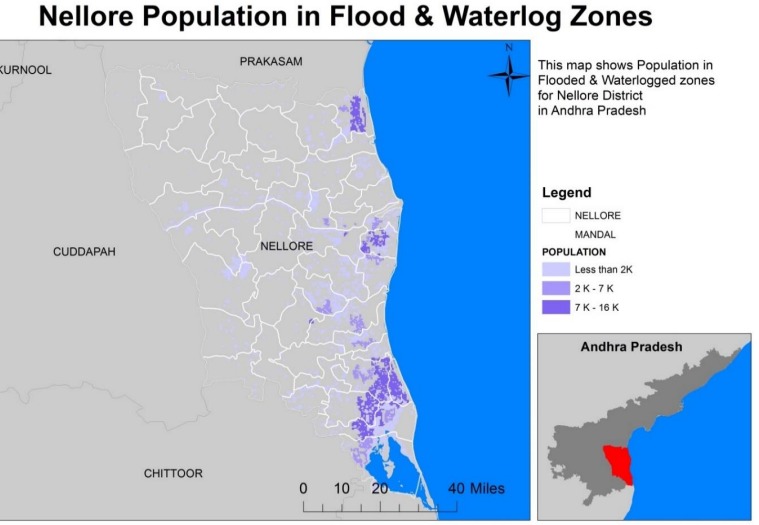 Nellore Population in Flood & Waterlog Zones
KURNOOL
PRAKASAM
N
This map shows Population in
Flooded & Waterlogged zones
for Nellore District
in Andhra Pradesh
CUDDAPAH
NELLORE
Legend
NELLORE
MANDAL
POPULATION
Less than 2K
2 K - 7 K
7 K - 16 K
Andhra Pradesh
CHITTOOR
0 10 20 40 Miles